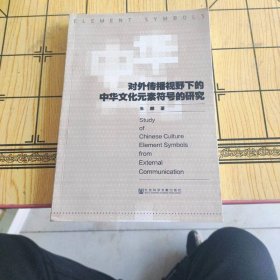 ELEMENT SYMBOLS
中华
对外传播视野下的
中华文化元素符号的研究
著
Study
of
Chinese Culture
Element Symbols
from
External
Communication
社会科学文献出版社